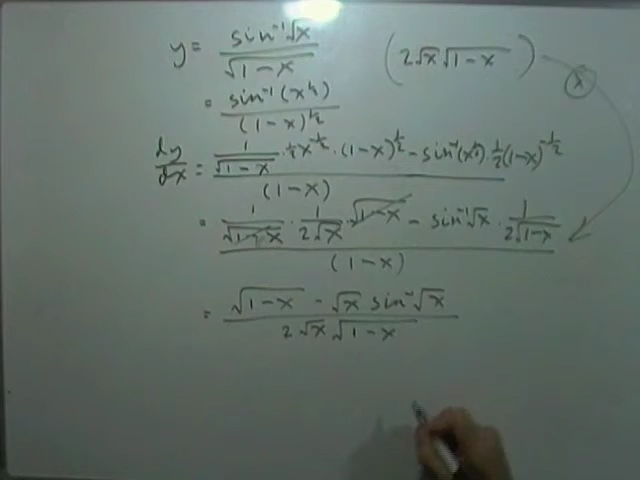 y = sin⁻¹√x / √(1-x) (2√x √(1-x)) (x)
= sin⁻¹(x^½) / (1-x)^½
dy/dx = 1/√(1-x) · ½x^-½ · (1-x)^½ - sin⁻¹(x^½) · ½(1-x)^-½ / (1-x)
= 1/√(1-x) · 1/2√x · √(1-x) - sin⁻¹√x · 1/2√(1-x) / (1-x)
= √(1-x) - √x sin⁻¹√x / 2√x √(1-x)